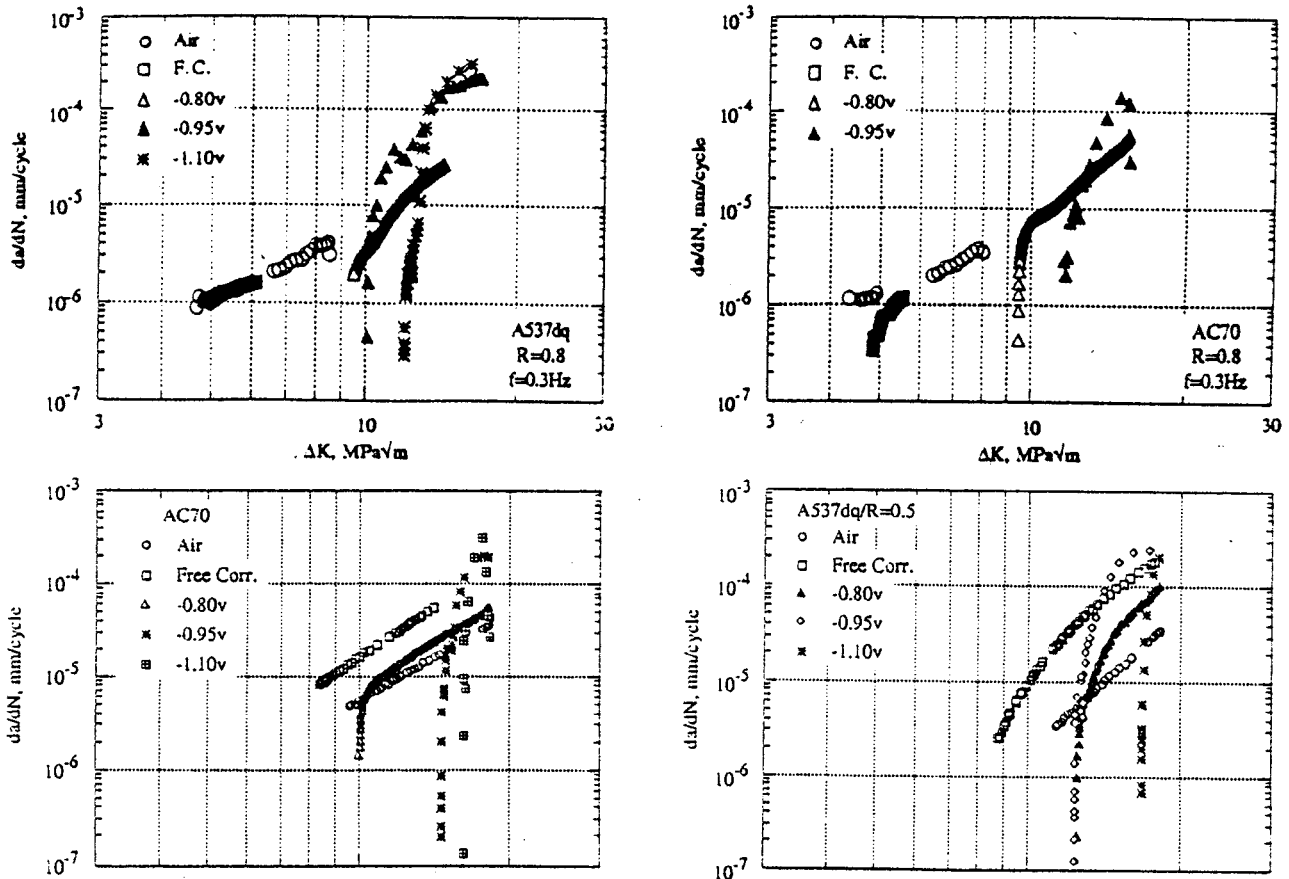 10-3
10-4
10-5
10-6
10-7
da/dN, mm/cycle
Air
F.C.
-0.80v
-0.95v
-1.10v
A537dq
R=0.8
f=0.3Hz
3
10
20
30
ΔK, MPa√m
10-3
10-4
10-5
10-6
10-7
da/dN, mm/cycle
Air
F. C.
-0.80v
-0.95v
AC70
R=0.8
f=0.3Hz
3
10
20
30
ΔK, MPa√m
10-3
10-4
10-5
10-6
10-7
da/dN, mm/cycle
AC70
Air
Free Corr.
-0.80v
-0.95v
-1.10v
10-3
10-4
10-5
10-6
10-7
da/dN, mm/cycle
A537dq/R=0.5
Air
Free Corr.
-0.80v
-0.95v
-1.10v